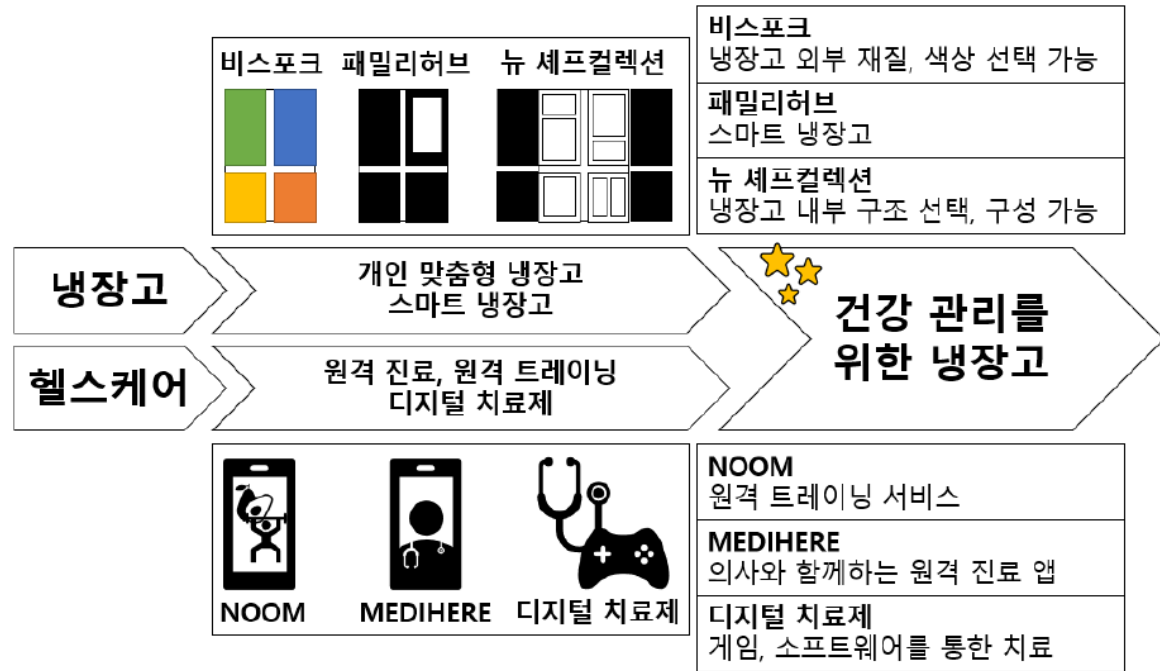 비스포크 패밀리허브 뉴 셰프컬렉션
비스포크
냉장고 외부 재질, 색상 선택 가능
패밀리허브
스마트 냉장고
뉴 셰프컬렉션
냉장고 내부 구조 선택, 구성 가능
냉장고
개인 맞춤형 냉장고
스마트 냉장고
헬스케어
원격 진료, 원격 트레이닝
디지털 치료제
건강 관리를
위한 냉장고
NOOM MEDIHERE 디지털 치료제
NOOM
원격 트레이닝 서비스
MEDIHERE
의사와 함께하는 원격 진료 앱
디지털 치료제
게임, 소프트웨어를 통한 치료